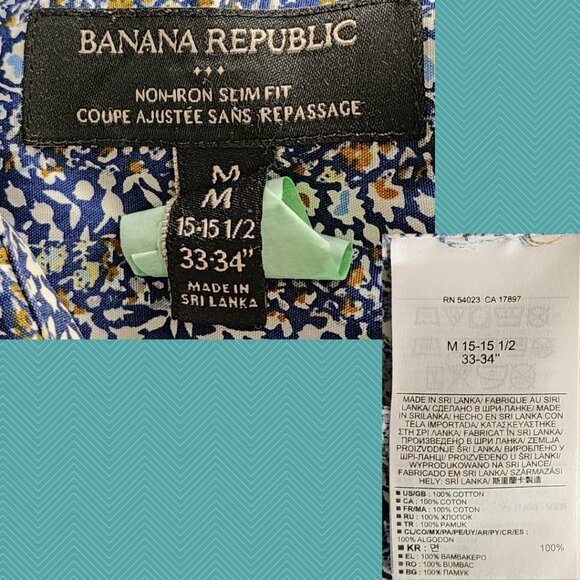 BANANA REPUBLIC
NON-IRON SLIM FIT
COUPE AJUSTÉE SANS REPASSAGE
M
M
15-15 1/2
33-34"
MADE IN
SRI LANKA
RN 54023 CA 17897
M 15-15 1/2
33-34"
MADE IN SRI LANKA/ FABRIQUE AU SRI
LANKA/ СДЕЛАНО В ШРИ-ЛАНКЕ/ MADE IN
SRILANKA/ HECHO EN SRI LANKA CON
TELA IMPORTADA/ ΚΑΤΑΣΚΕΥΑΣΤΗΚΕ
ΣΤΗ ΣΡΙ ΛΑΝΚΑ/ FABRICAT ÎN SRI LANKA/
ПРОИЗВЕДЕНО В ШРИ ЛАНКА/ ZEMLJA
PROIZVODNJE ŠRI LANKA/ ВИРОБЛЕНО У
ШРІ-ЛАНЦІ/ WYPRODUKOWANO NA SRI LANCE/
FABRICADO EM SRI LANKA/ SZÁRMAZÁSI
HELY: SRÍ LANKA/ 斯里蘭卡製造
US/GB : 100% COTTON
CA : 100% COTTON
FR/MA : 100% COTON
RU : 100% ХЛОПОК
TR : 100% PAMUK
CL/CO/MX/PA/PE/UY/AR/PY/CR/ES :
100% ALGODON
KR : 면 100%
EL : 100% ΒΑΜΒΑΚΕΡΟ
RO : 100% BUMBAC
BG : 100% ПАМУК